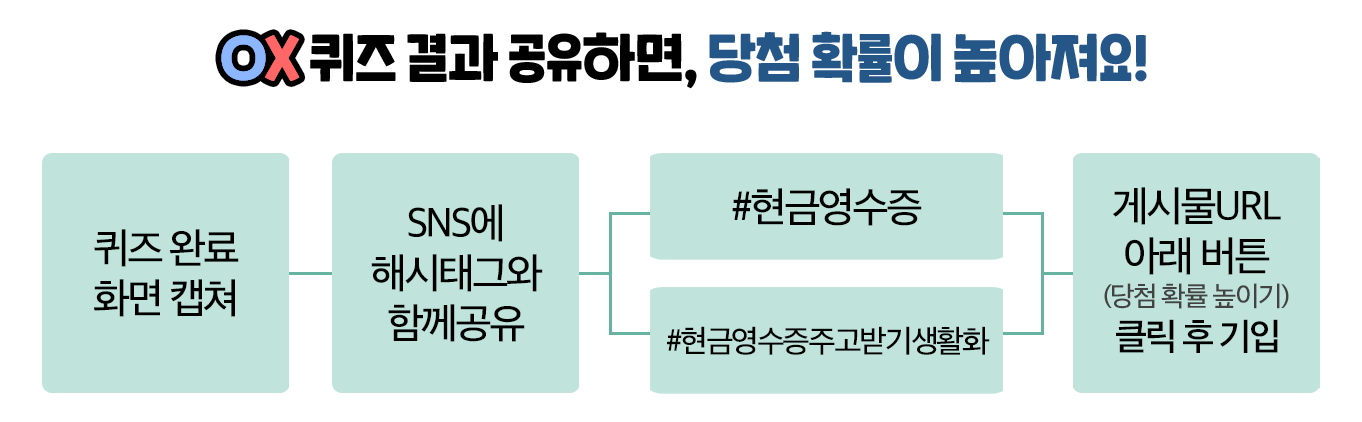 OX퀴즈 결과 공유하면, 당첨 확률이 높아져요!
퀴즈 완료
화면 캡쳐
SNS에
해시태그와
함께공유
#현금영수증
#현금영수증주고받기생활화
게시물URL
아래 버튼
(당첨 확률 높이기)
클릭 후 기입